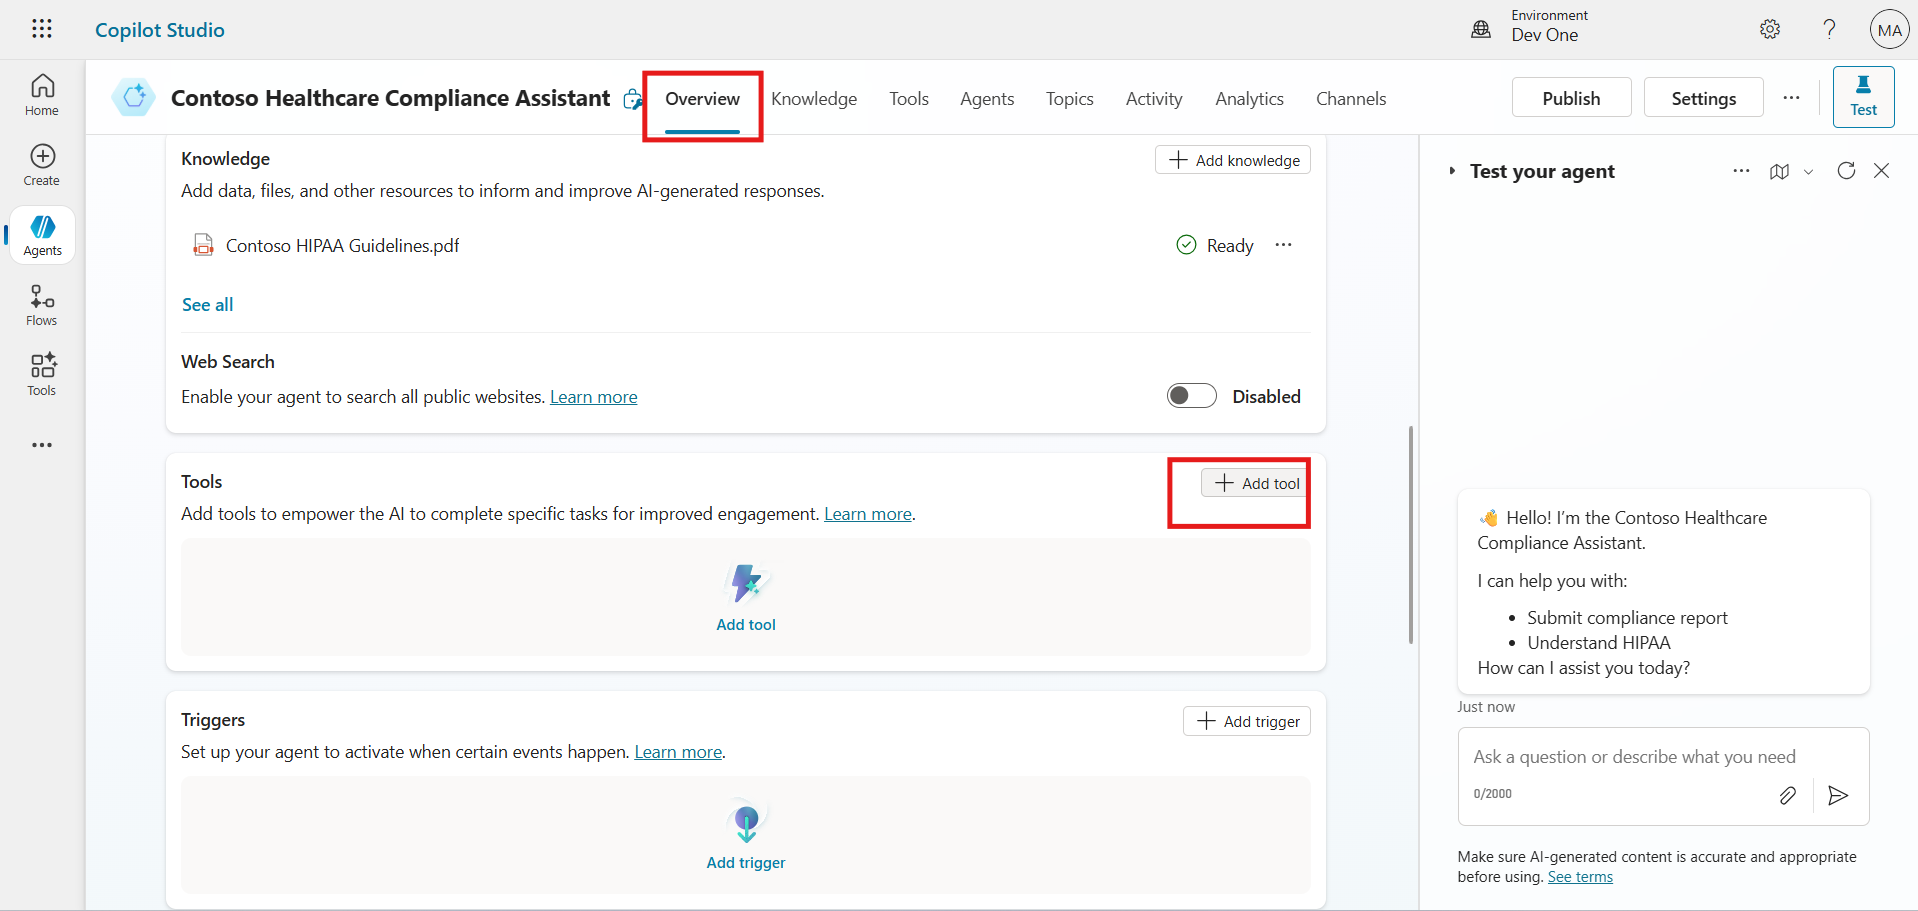 Copilot Studio
Environment
Dev One
MA
Home
Create
Agents
Flows
Tools
Contoso Healthcare Compliance Assistant
Overview
Knowledge
Tools
Agents
Topics
Activity
Analytics
Channels
Publish
Settings
Test
Knowledge
Add knowledge
Add data, files, and other resources to inform and improve AI-generated responses.
Contoso HIPAA Guidelines.pdf
Ready
See all
Web Search
Enable your agent to search all public websites. Learn more
Disabled
Tools
Add tool
Add tools to empower the AI to complete specific tasks for improved engagement. Learn more.
Add tool
Triggers
Add trigger
Set up your agent to activate when certain events happen. Learn more.
Add trigger
Test your agent
👋 Hello! I'm the Contoso Healthcare
Compliance Assistant.
I can help you with:
• Submit compliance report
• Understand HIPAA
How can I assist you today?
Just now
Ask a question or describe what you need
0/2000
Make sure AI-generated content is accurate and appropriate
before using. See terms